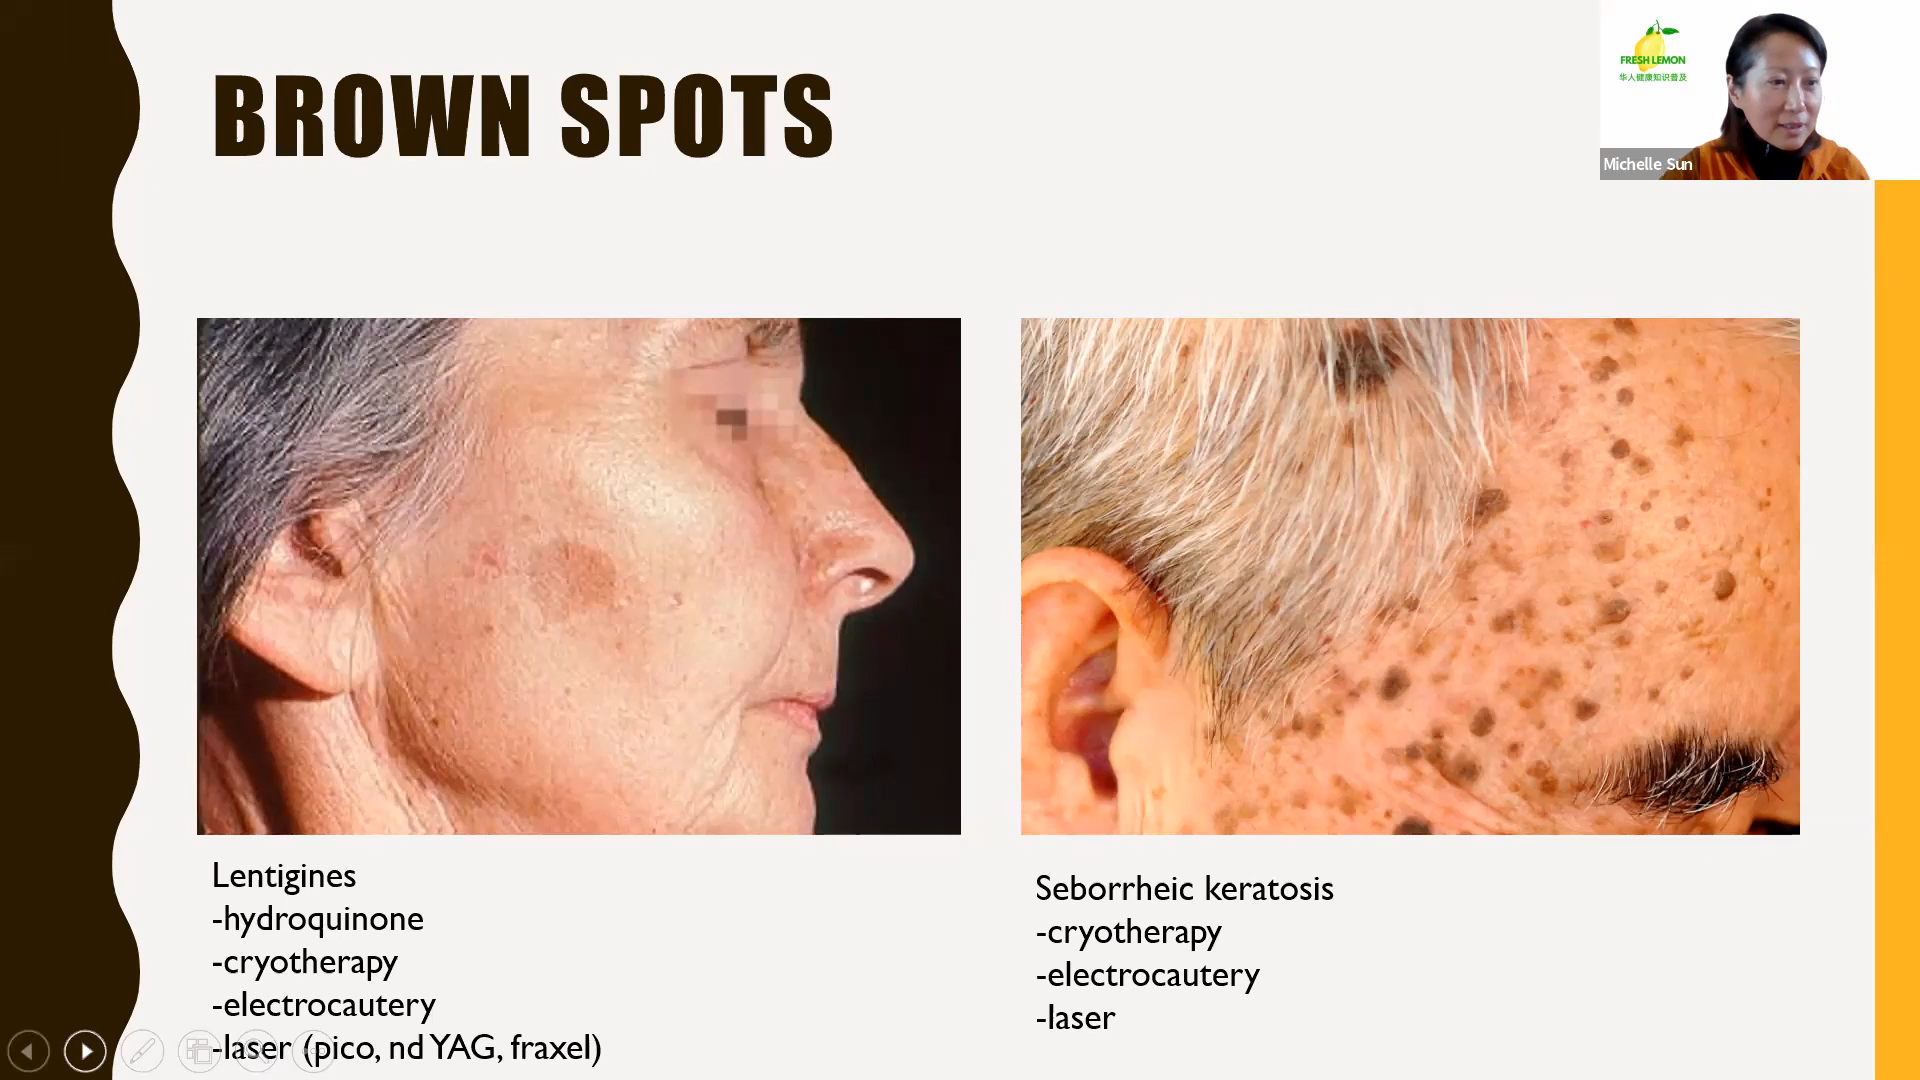 BROWN SPOTS
FRESH LEMON
华人健康知识普及
Michelle Sun
Lentigines
-hydroquinone
-cryotherapy
-electrocautery
-laser (pico, nd YAG, fraxel)
Seborrheic keratosis
-cryotherapy
-electrocautery
-laser